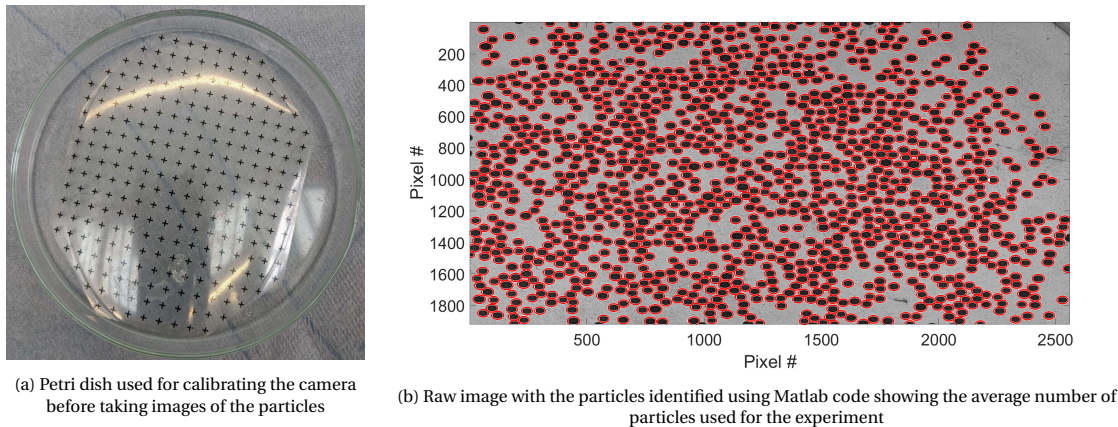 200
400
600
800
1000
1200
1400
1600
1800
Pixel #
500 1000 1500 2000 2500
Pixel #
(a) Petri dish used for calibrating the camera
before taking images of the particles
(b) Raw image with the particles identified using Matlab code showing the average number of
particles used for the experiment